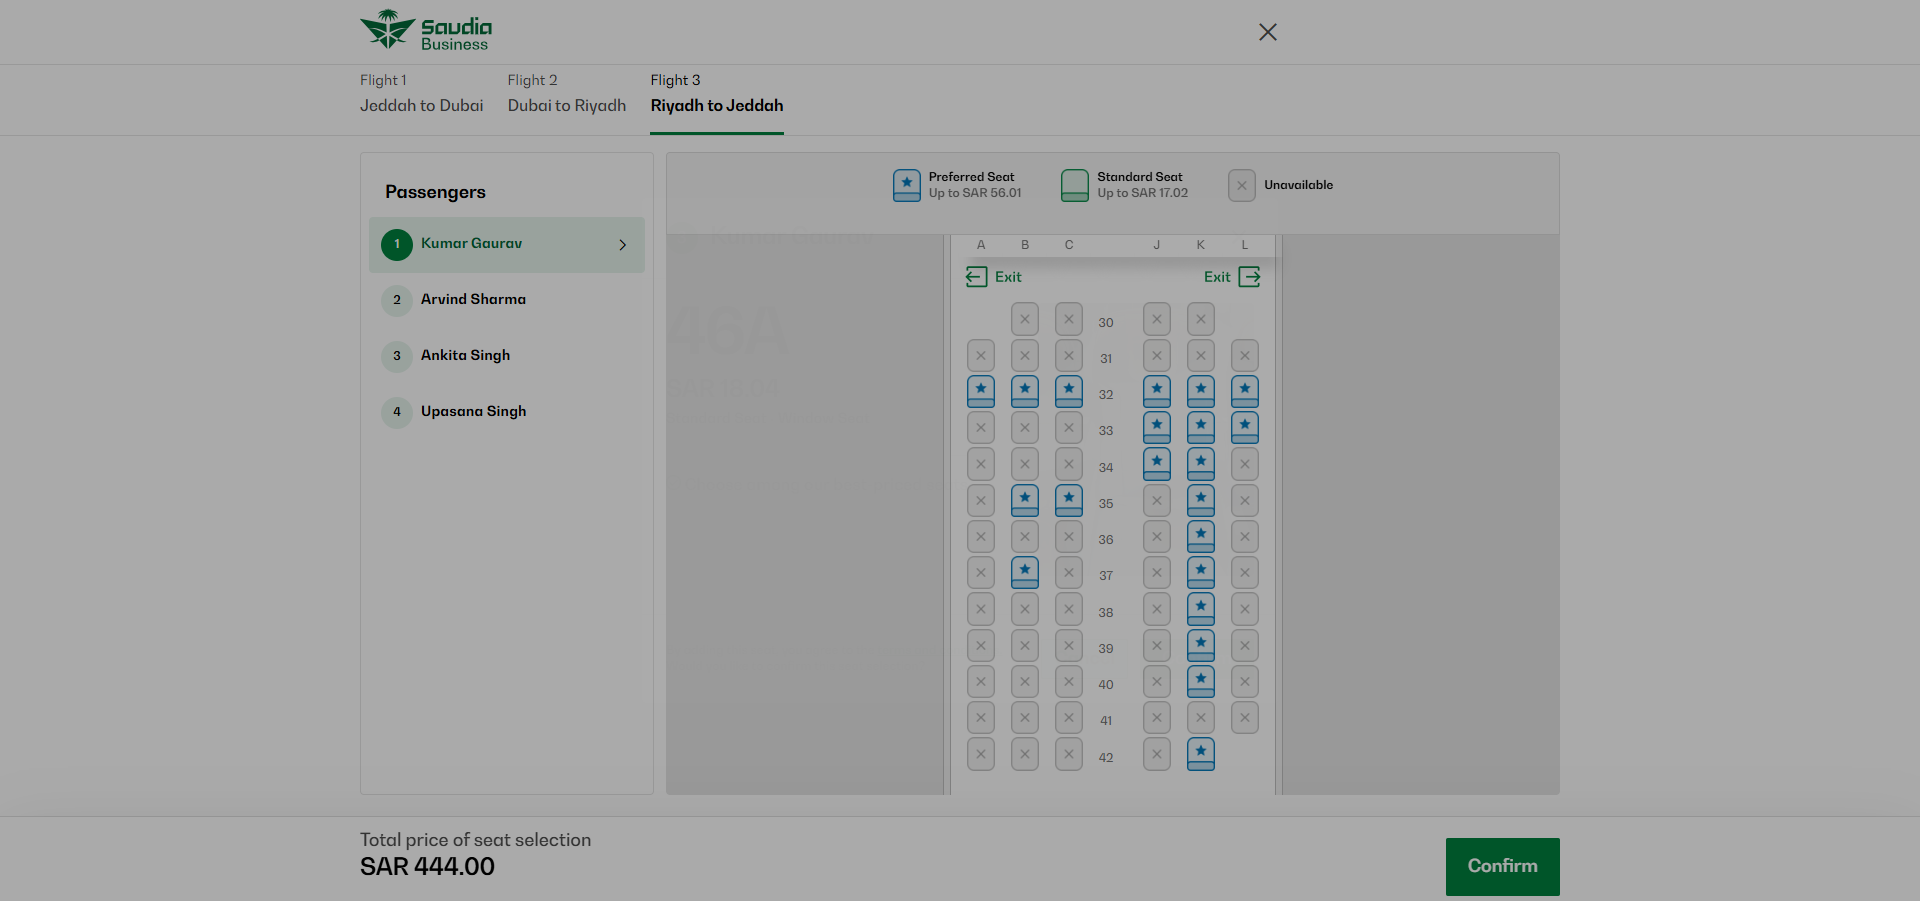 Saudia
Business
Flight 1
Jeddah to Dubai
Flight 2
Dubai to Riyadh
Flight 3
Riyadh to Jeddah
Passengers
1 Kumar Gaurav
2 Arvind Sharma
3 Ankita Singh
4 Upasana Singh
Preferred Seat
Up to SAR 56.01
Standard Seat
Up to SAR 17.02
Unavailable
A B C J K L
Exit Exit
30
31
32
33
34
35
36
37
38
39
40
41
42
46A
Total price of seat selection
SAR 444.00
Confirm